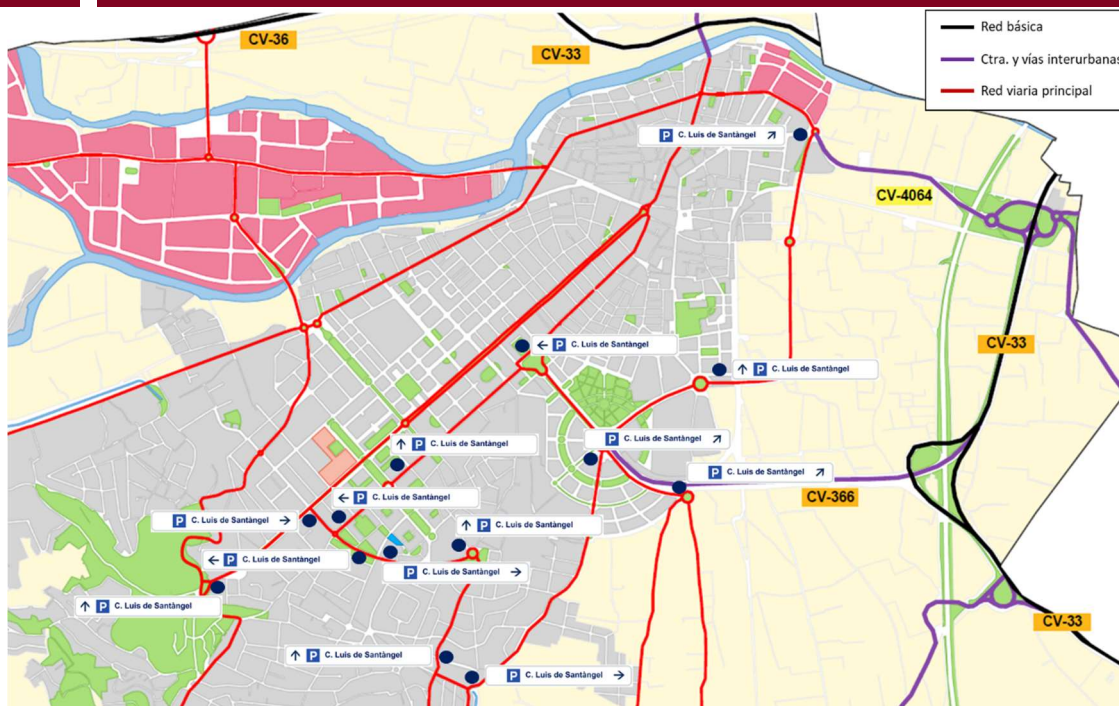 CV-36
CV-33
Red básica
Ctra. y vías interurbanas
Red viaria principal
P C. Luis de Santàngel ↗
CV-4064
CV-33
← P C. Luis de Santàngel
↑ P C. Luis de Santàngel
↑ P C. Luis de Santàngel
P C. Luis de Santàngel ↗
P C. Luis de Santàngel ↗
CV-366
← P C. Luis de Santàngel
P C. Luis de Santàngel →
↑ P C. Luis de Santàngel
← P C. Luis de Santàngel
P C. Luis de Santàngel →
↑ P C. Luis de Santàngel
CV-33
↑ P C. Luis de Santàngel
P C. Luis de Santàngel →